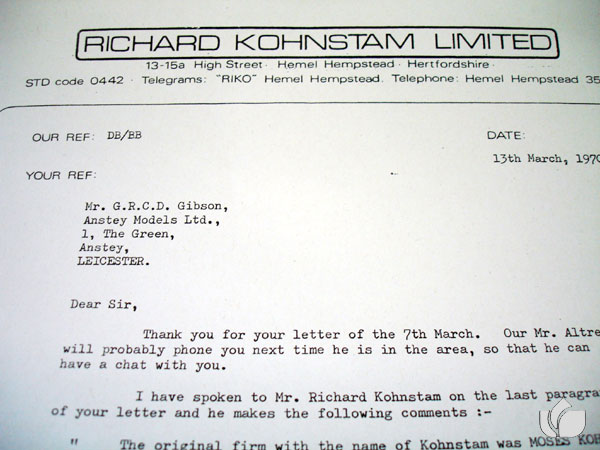 RICHARD KOHNSTAM LIMITED
13-15a High Street · Hemel Hempstead · Hertfordshire ·
STD code 0442 · Telegrams: "RIKO" Hemel Hempstead. Telephone: Hemel Hempstead 35
OUR REF: DB/BB
DATE:
13th March, 1970
YOUR REF:
Mr. G.R.C.D. Gibson,
Anstey Models Ltd.,
1, The Green,
Anstey,
LEICESTER.
Dear Sir,
Thank you for your letter of the 7th March. Our Mr. Altre
will probably phone you next time he is in the area, so that he can
have a chat with you.
I have spoken to Mr. Richard Kohnstam on the last paragra
of your letter and he makes the following comments :-
" The original firm with the name of Kohnstam was MOSES KOH